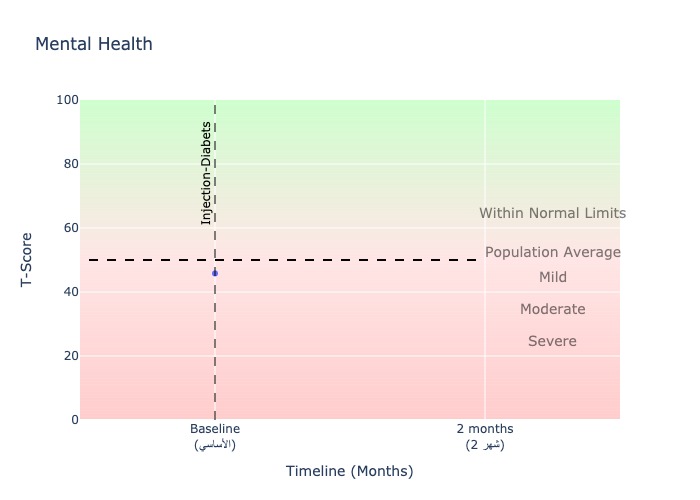 Mental Health
100
80
60
40
20
0
T-Score
Injection-Diabets
Within Normal Limits
Population Average
Mild
Moderate
Severe
Baseline
(الأساسي)
2 months
(2 شهر)
Timeline (Months)